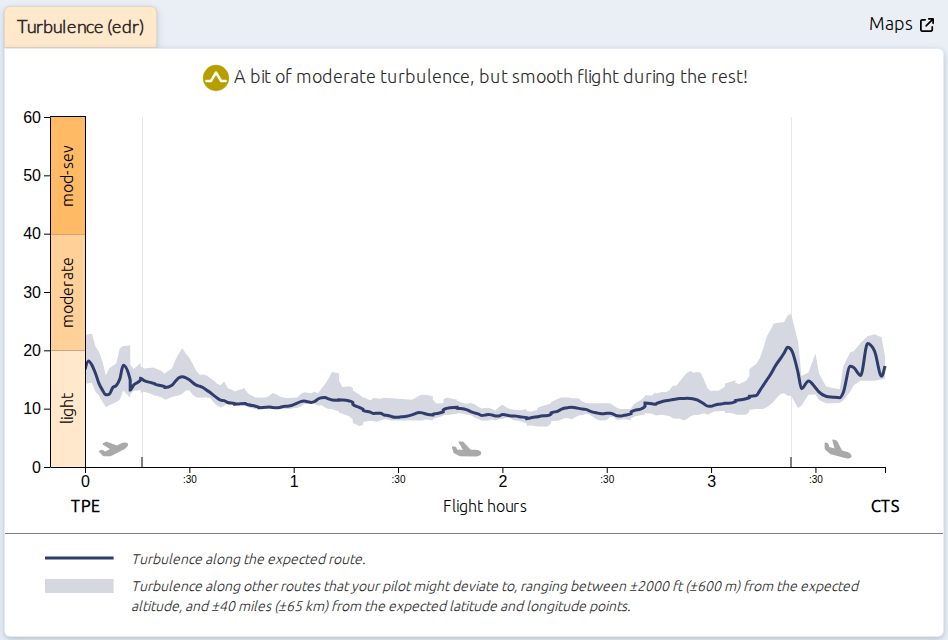 Turbulence (edr)
Maps
A bit of moderate turbulence, but smooth flight during the rest!
60
50
40
30
20
10
0
mod-sev
moderate
light
0
:30
1
:30
2
:30
3
:30
TPE
Flight hours
CTS
Turbulence along the expected route.
Turbulence along other routes that your pilot might deviate to, ranging between ±2000 ft (±600 m) from the expected
altitude, and ±40 miles (±65 km) from the expected latitude and longitude points.